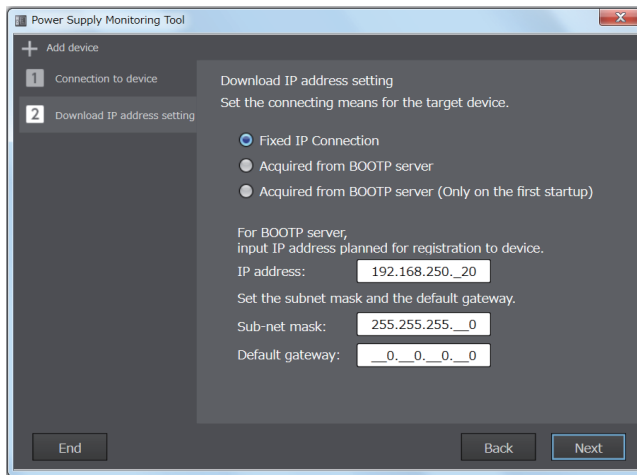 Power Supply Monitoring Tool
Add device
1 Connection to device
2 Download IP address setting
Download IP address setting
Set the connecting means for the target device.
Fixed IP Connection
Acquired from BOOTP server
Acquired from BOOTP server (Only on the first startup)
For BOOTP server,
input IP address planned for registration to device.
IP address: 192.168.250._20
Set the subnet mask and the default gateway.
Sub-net mask: 255.255.255.__0
Default gateway: __0.__0.__0.__0
End Back Next